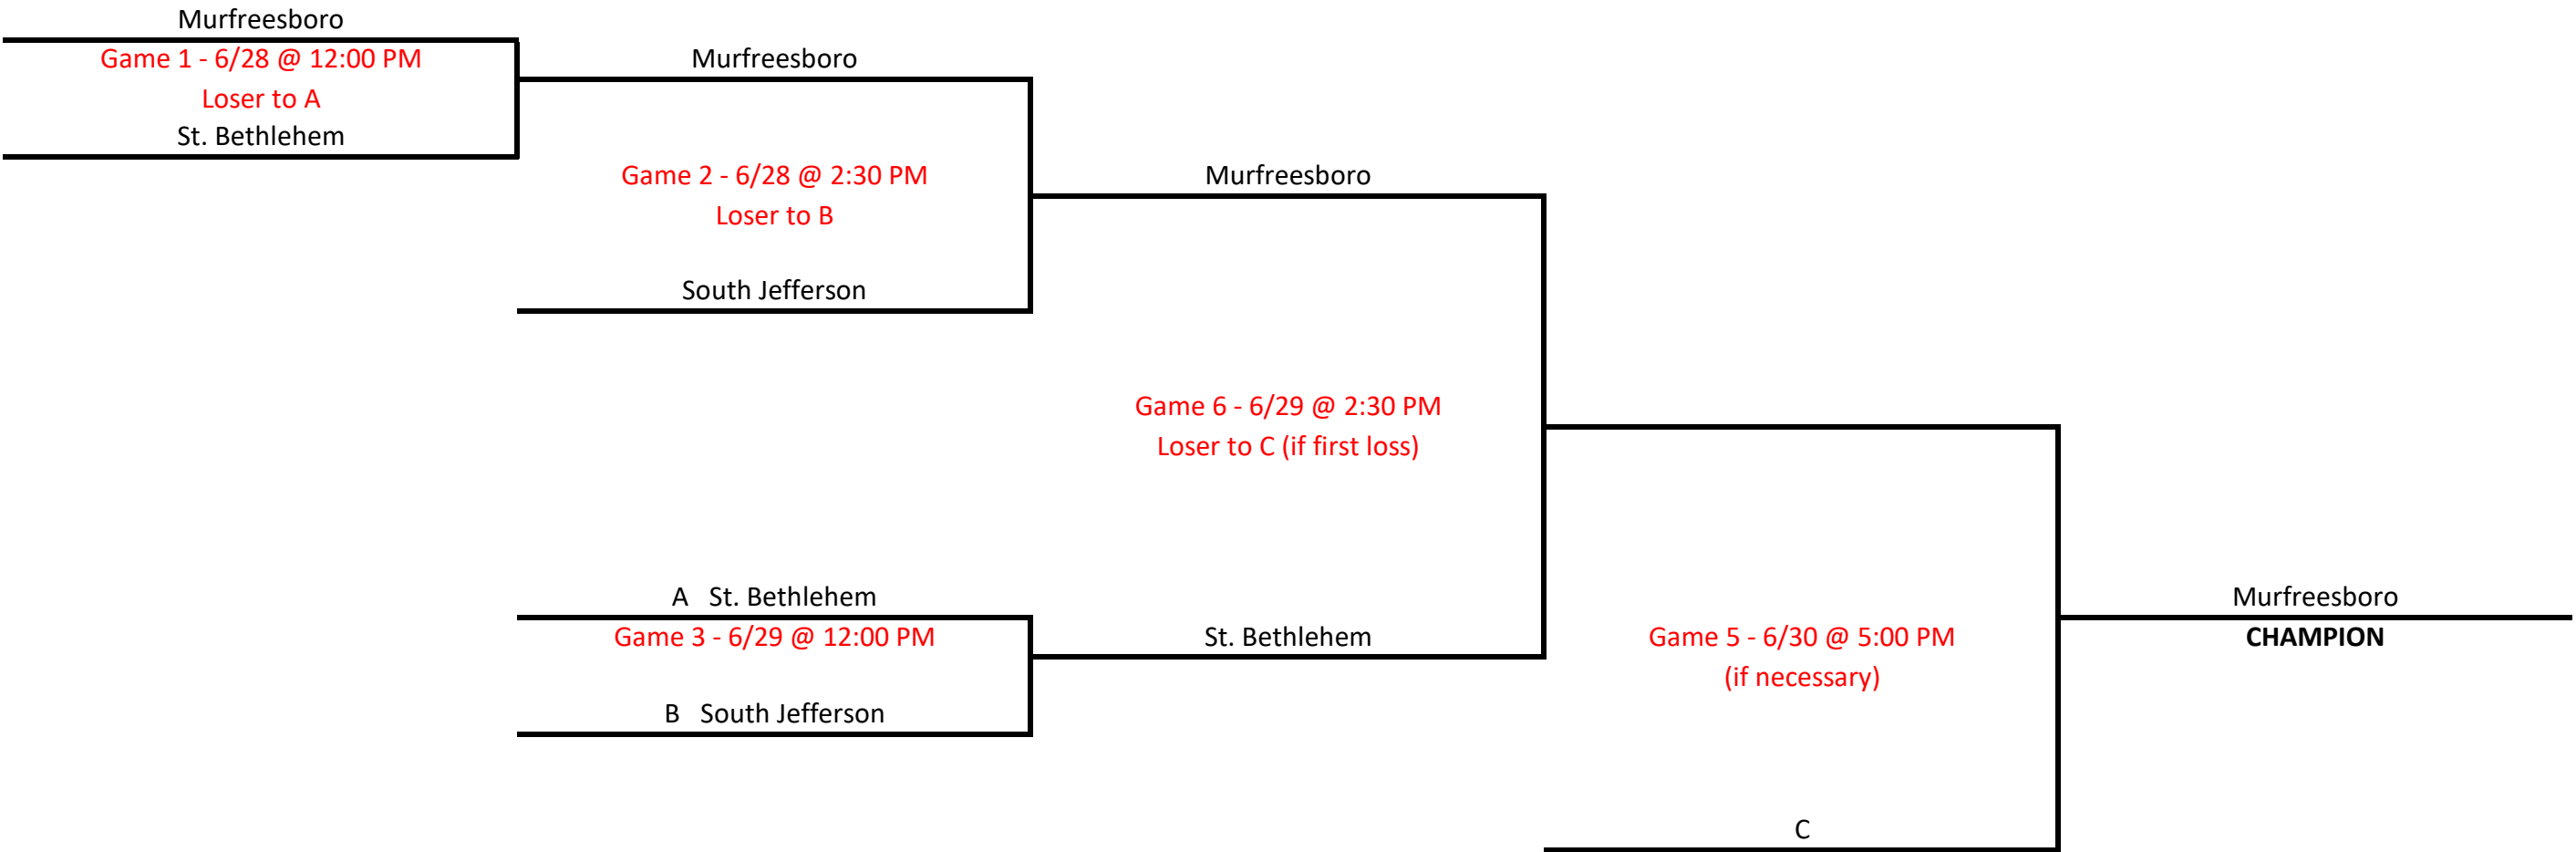 Murfreesboro
Game 1 - 6/28 @ 12:00 PM
Loser to A
St. Bethlehem
Murfreesboro
Game 2 - 6/28 @ 2:30 PM
Loser to B
South Jefferson
A St. Bethlehem
Game 3 - 6/29 @ 12:00 PM
B South Jefferson
Murfreesboro
Game 6 - 6/29 @ 2:30 PM
Loser to C (if first loss)
St. Bethlehem
Game 5 - 6/30 @ 5:00 PM
(if necessary)
C
Murfreesboro
CHAMPION